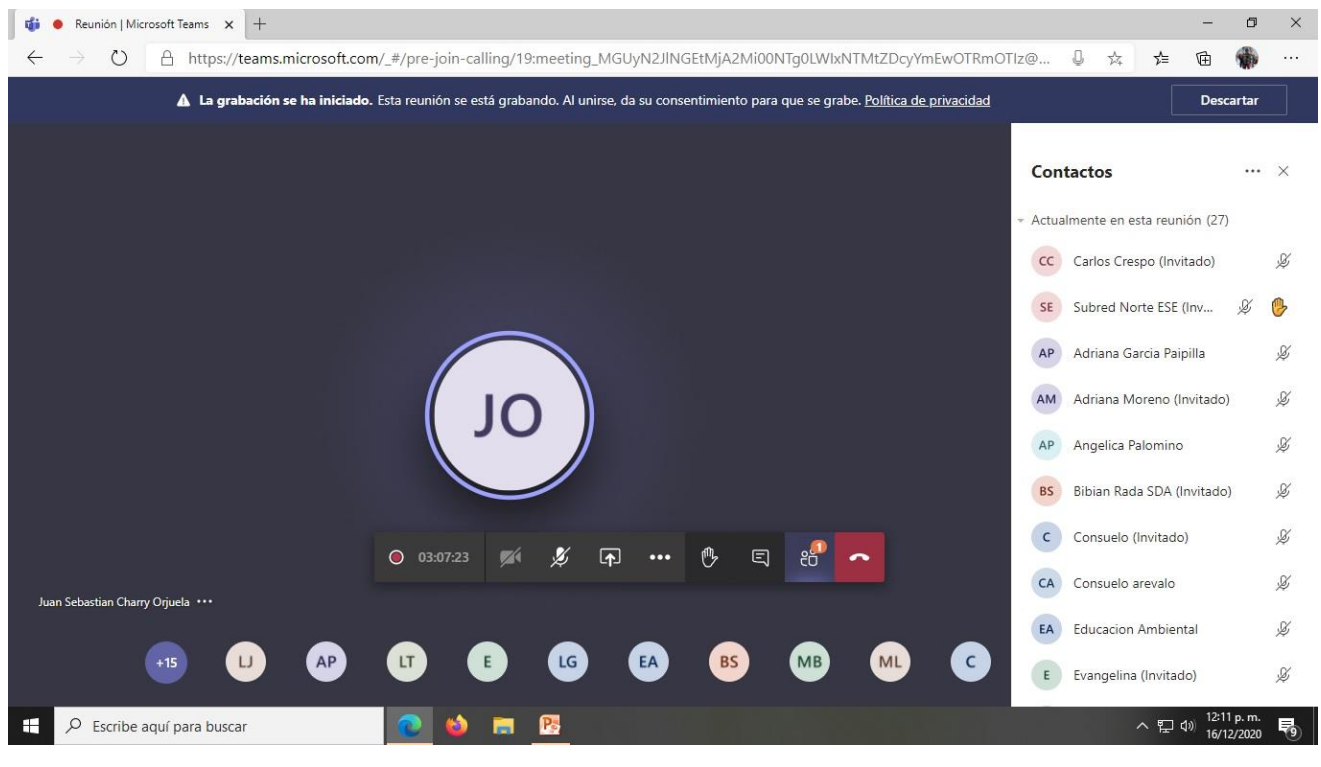 Reunión | Microsoft Teams
https://teams.microsoft.com/_#/pre-join-calling/19:meeting_MGUyN2JlNGEtMjA2Mi00NTg0LWIxNTMtZDcyYmEwOTRmOTIz@...
La grabación se ha iniciado. Esta reunión se está grabando. Al unirse, da su consentimiento para que se grabe. Política de privacidad
Descartar
Contactos
Actualmente en esta reunión (27)
CC Carlos Crespo (Invitado)
SE Subred Norte ESE (Inv...
AP Adriana Garcia Paipilla
AM Adriana Moreno (Invitado)
AP Angelica Palomino
BS Bibian Rada SDA (Invitado)
C Consuelo (Invitado)
CA Consuelo arevalo
EA Educacion Ambiental
E Evangelina (Invitado)
JO
03:07:23
1
Juan Sebastian Charry Orjuela
+15 LJ AP LT E LG EA BS MB ML C
Escribe aquí para buscar
12:11 p. m.
16/12/2020
9